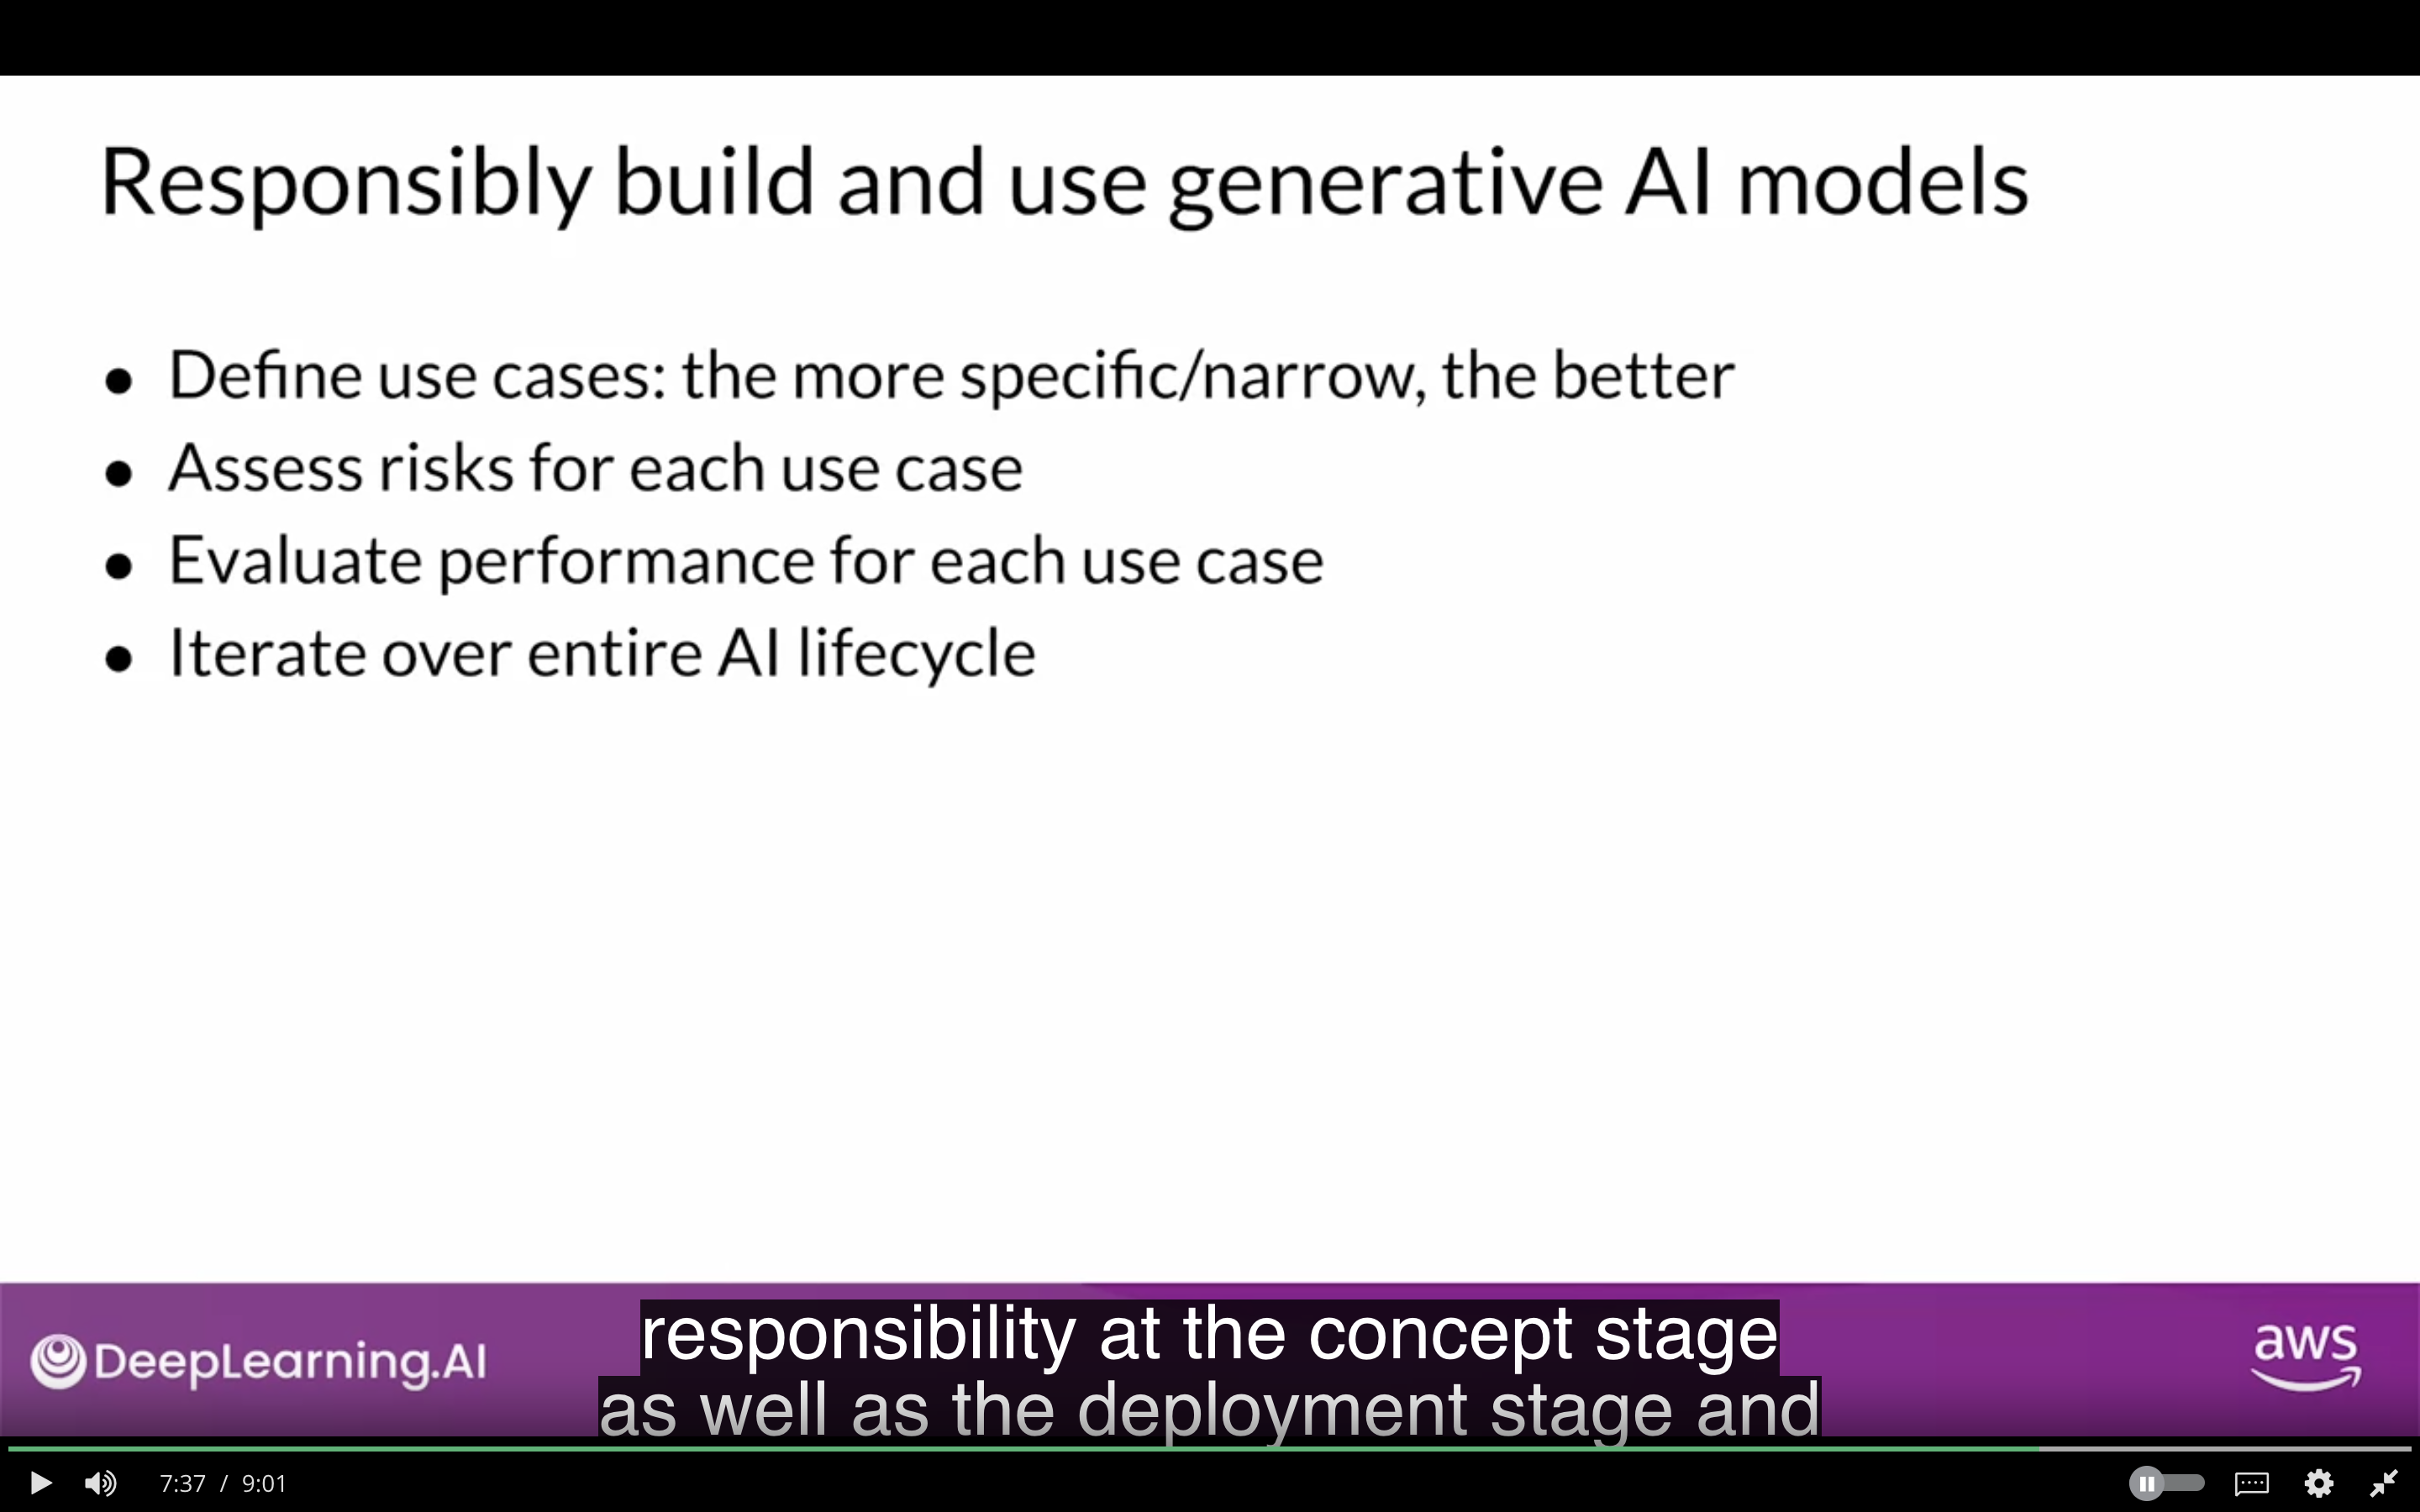 Responsibly build and use generative AI models
● Define use cases: the more specific/narrow, the better
● Assess risks for each use case
● Evaluate performance for each use case
● Iterate over entire AI lifecycle
DeepLearning.AI
responsibility at the concept stage
as well as the deployment stage and
aws
7:37 / 9:01